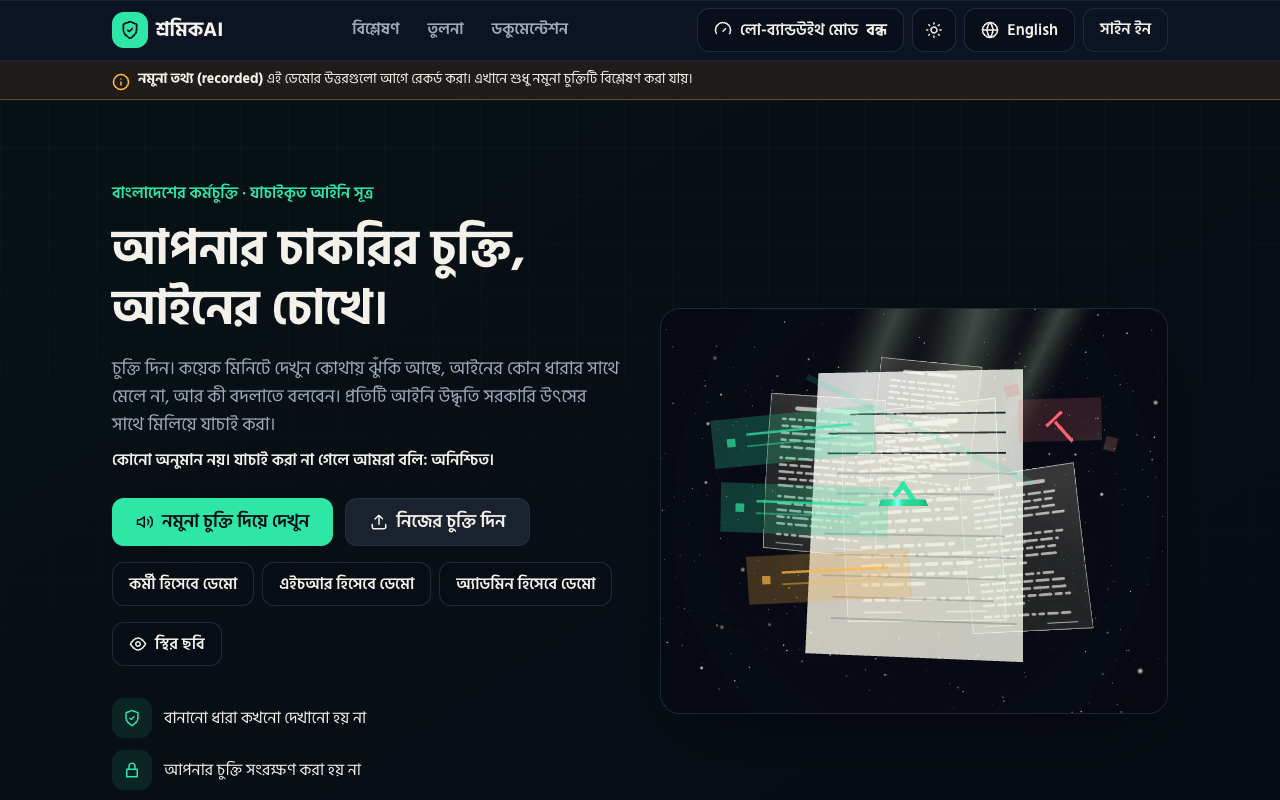 শ্রমিকAI
বিশ্লেষণ
তুলনা
ডকুমেন্টেশন
লো-ব্যান্ডউইথ মোড বন্ধ
English
সাইন ইন
নমুনা তথ্য (recorded) এই ডেমোর উত্তরগুলো আগে রেকর্ড করা। এখানে শুধু নমুনা চুক্তিটি বিশ্লেষণ করা যায়।
বাংলাদেশের কর্মচুক্তি · যাচাইকৃত আইনি সূত্র
আপনার চাকরির চুক্তি,
আইনের চোখে।
চুক্তি দিন। কয়েক মিনিটে দেখুন কোথায় ঝুঁকি আছে, আইনের কোন ধারার সাথে
মেলে না, আর কী বদলাতে বলবেন। প্রতিটি আইনি উদ্ধৃতি সরকারি উৎসের
সাথে মিলিয়ে যাচাই করা।
কোনো অনুমান নয়। যাচাই করা না গেলে আমরা বলি: অনিশ্চিত।
নমুনা চুক্তি দিয়ে দেখুন
নিজের চুক্তি দিন
কর্মী হিসেবে ডেমো
এইচআর হিসেবে ডেমো
অ্যাডমিন হিসেবে ডেমো
স্থির ছবি
বানানো ধারা কখনো দেখানো হয় না
আপনার চুক্তি সংরক্ষণ করা হয় না